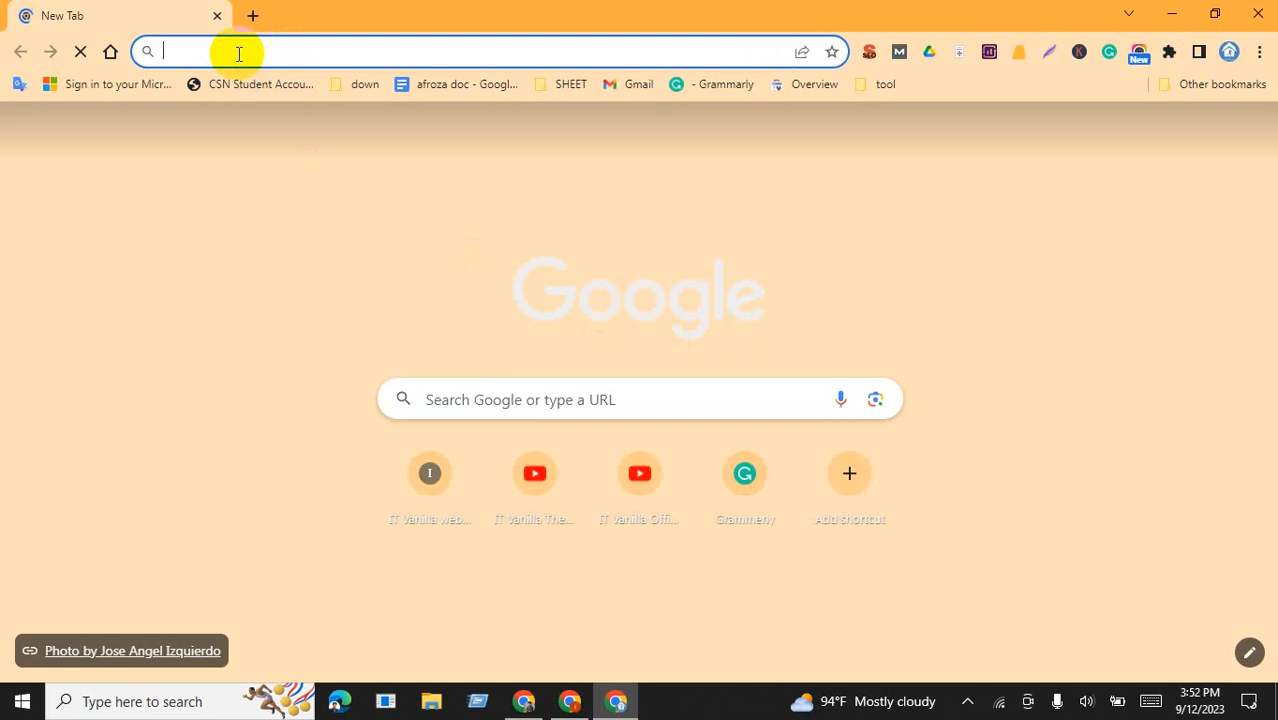 New Tab
New
Sign in to your Micr...
CSN Student Accou...
down
afroza doc - Googl...
SHEET
Gmail
- Grammarly
Overview
tool
Other bookmarks
Google
Search Google or type a URL
I
IT Vanilla web...
IT Vanilla The...
IT Vanilla Offi...
Grammeny
Add shortcut
Photo by Jose Angel Izquierdo
Type here to search
94°F Mostly cloudy
3:52 PM
9/12/2023